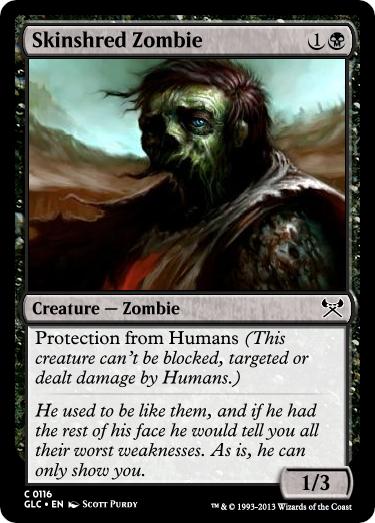 Skinshred Zombie 1
Creature — Zombie
Protection from Humans (This
creature can't be blocked, targeted or
dealt damage by Humans.)
He used to be like them, and if he had
the rest of his face he would tell you all
their worst weaknesses. As is, he can
only show you.
1/3
C 0116
GLC • EN Scott Purdy
™ & © 1993-2013 Wizards of the Coast